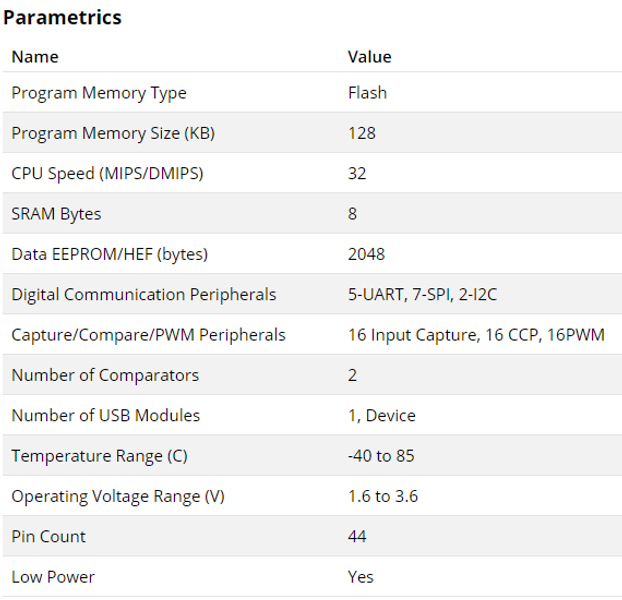 Parametrics
Name Value
Program Memory Type Flash
Program Memory Size (KB) 128
CPU Speed (MIPS/DMIPS) 32
SRAM Bytes 8
Data EEPROM/HEF (bytes) 2048
Digital Communication Peripherals 5-UART, 7-SPI, 2-I2C
Capture/Compare/PWM Peripherals 16 Input Capture, 16 CCP, 16PWM
Number of Comparators 2
Number of USB Modules 1, Device
Temperature Range (C) -40 to 85
Operating Voltage Range (V) 1.6 to 3.6
Pin Count 44
Low Power Yes